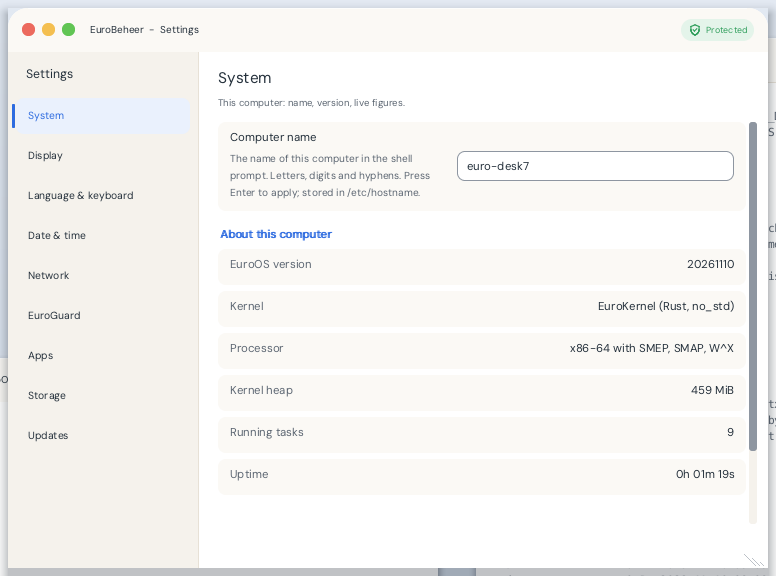 EuroBeheer - Settings
Protected
Settings
System
Display
Language & keyboard
Date & time
Network
EuroGuard
Apps
Storage
Updates
System
This computer: name, version, live figures.
Computer name
The name of this computer in the shell
prompt. Letters, digits and hyphens. Press
Enter to apply; stored in /etc/hostname.
euro-desk7
About this computer
EuroOS version 20261110
Kernel EuroKernel (Rust, no_std)
Processor x86-64 with SMEP, SMAP, W^X
Kernel heap 459 MiB
Running tasks 9
Uptime 0h 01m 19s